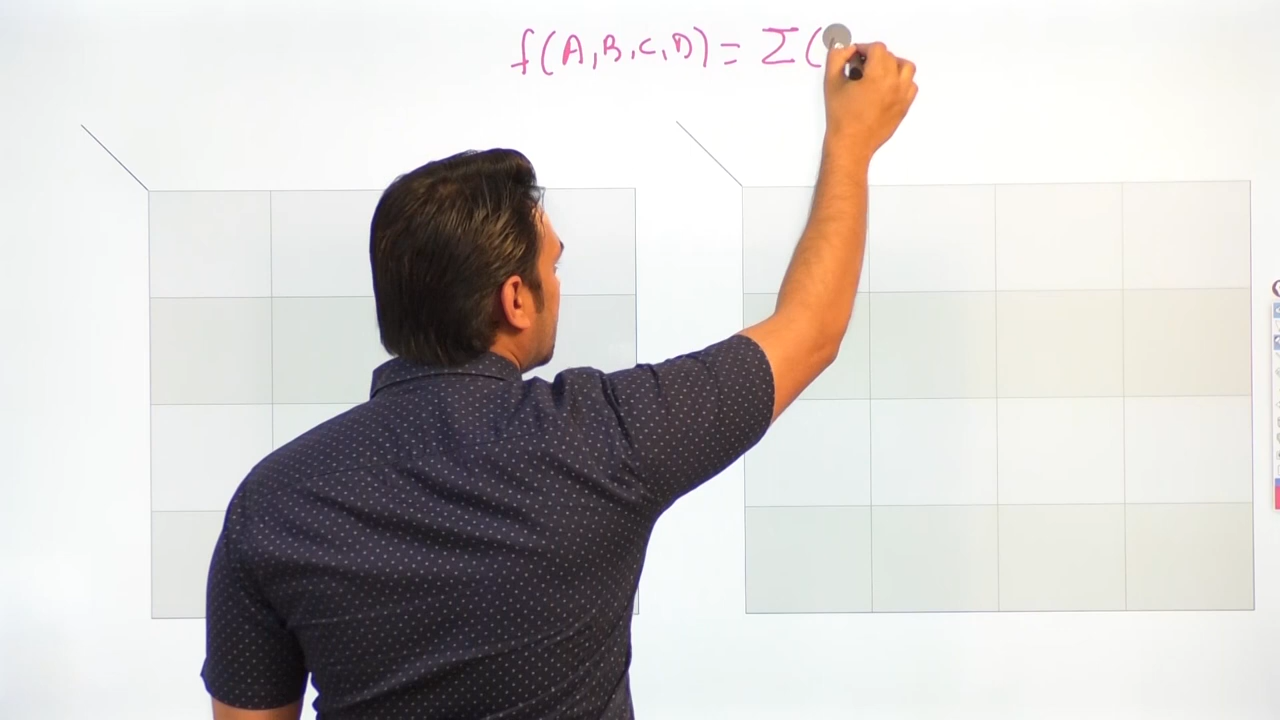 f(A,B,C,D) = Σ(